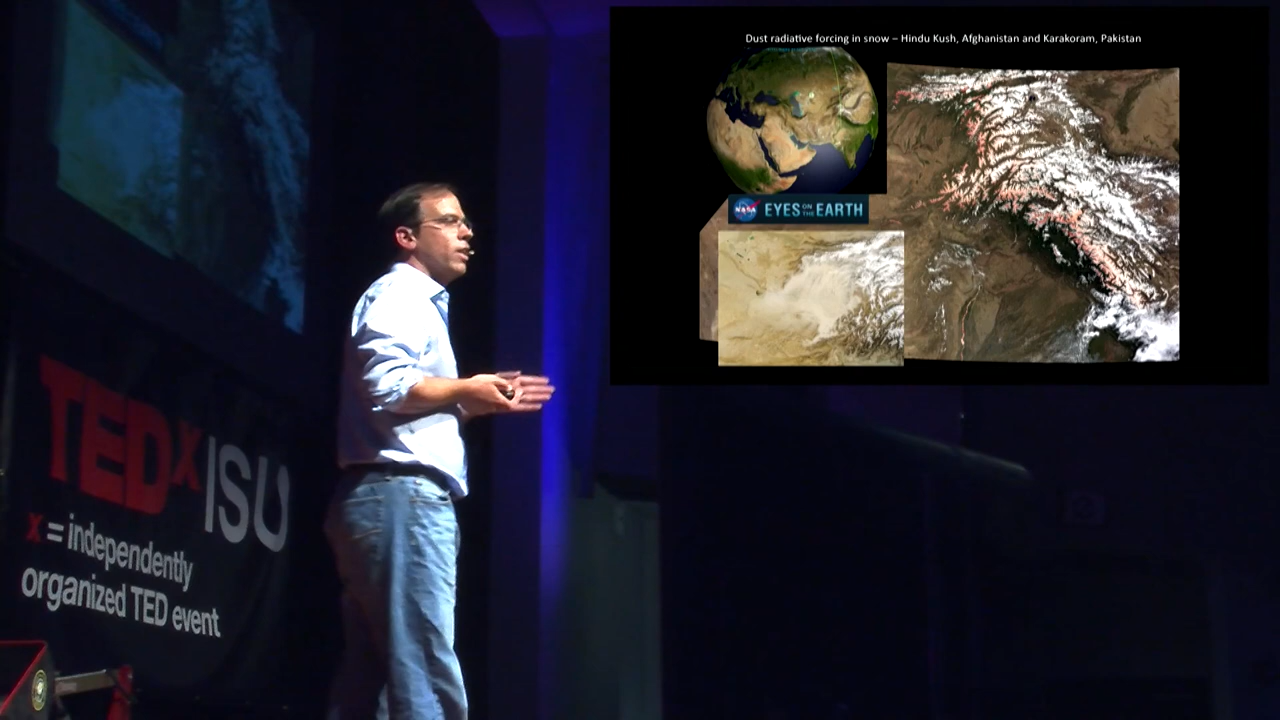 Dust radiative forcing in snow – Hindu Kush, Afghanistan and Karakoram, Pakistan
NASA EYES ON THE EARTH
TEDx ISU
x = independently
organized TED event